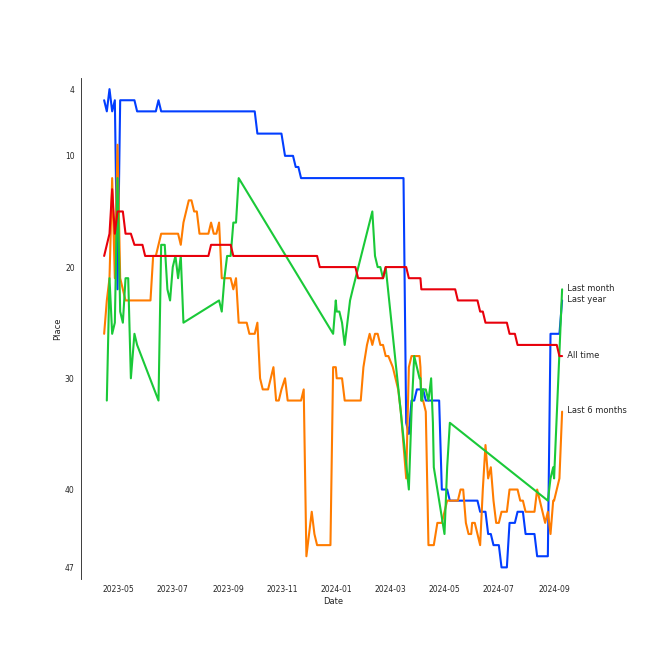 4
10
20
30
40
47
Place
2023-05
2023-07
2023-09
2023-11
2024-01
2024-03
2024-05
2024-07
2024-09
Date
Last month
Last year
All time
Last 6 months